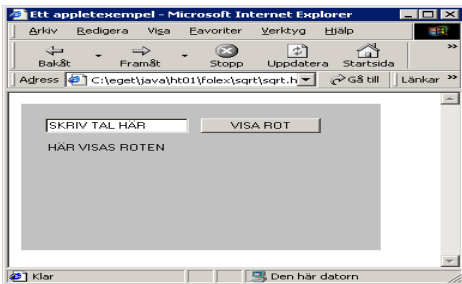 Ett appletexempel - Microsoft Internet Explorer
Arkiv Redigera Visa Favoriter Verktyg Hjälp
Bakåt Framåt Stopp Uppdatera Startsida
Adress C:\eget\java\ht01\folex\sqrt\sqrt.h Gå till Länkar
SKRIV TAL HÄR VISA ROT
HÄR VISAS ROTEN
Klar Den här datorn